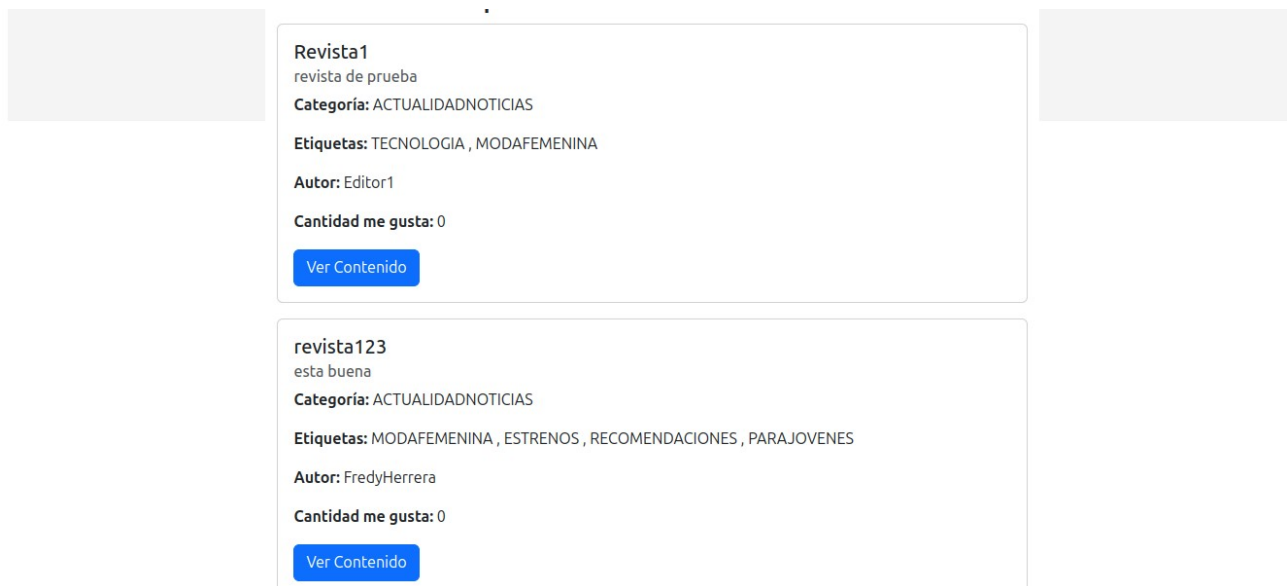 Revista1
revista de prueba
Categoría: ACTUALIDADNOTICIAS
Etiquetas: TECNOLOGIA , MODAFEMENINA
Autor: Editor1
Cantidad me gusta: 0
Ver Contenido
revista123
esta buena
Categoría: ACTUALIDADNOTICIAS
Etiquetas: MODAFEMENINA , ESTRENOS , RECOMENDACIONES , PARAJOVENES
Autor: FredyHerrera
Cantidad me gusta: 0
Ver Contenido